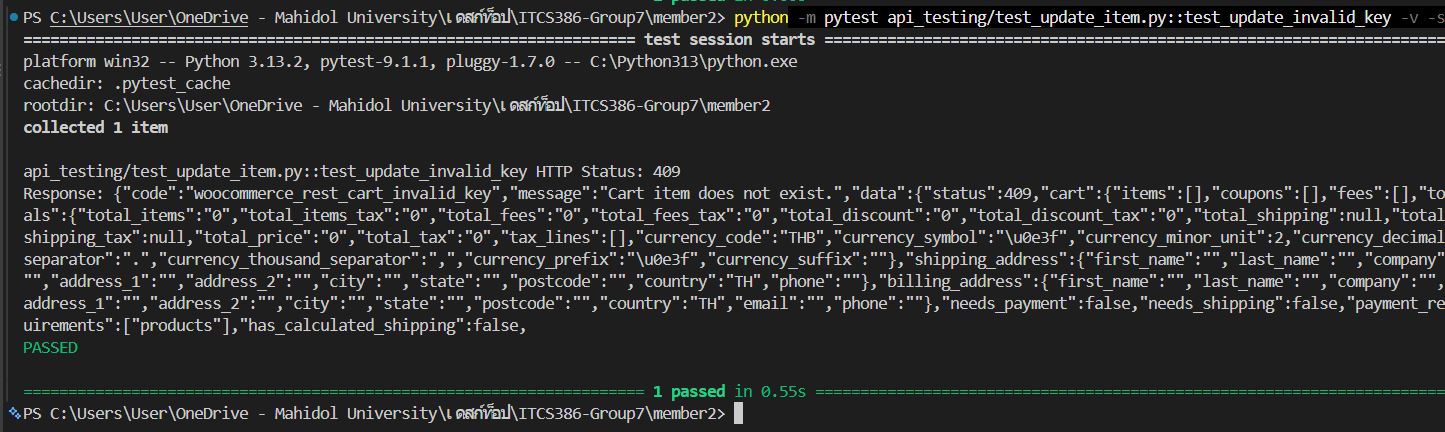 PS C:\Users\User\OneDrive - Mahidol University\เดสก์ท็อป\ITCS386-Group7\member2> python -m pytest api_testing/test_update_item.py::test_update_invalid_key -v -s
============ test session starts ============
platform win32 -- Python 3.13.2, pytest-9.1.1, pluggy-1.7.0 -- C:\Python313\python.exe
cachedir: .pytest_cache
rootdir: C:\Users\User\OneDrive - Mahidol University\เดสก์ท็อป\ITCS386-Group7\member2
collected 1 item
api_testing/test_update_item.py::test_update_invalid_key HTTP Status: 409
Response: {"code":"woocommerce_rest_cart_invalid_key","message":"Cart item does not exist.","data":{"status":409,"cart":{"items":[],"coupons":[],"fees":[],"to
als":{"total_items":"0","total_items_tax":"0","total_fees":"0","total_fees_tax":"0","total_discount":"0","total_discount_tax":"0","total_shipping":null,"total
shipping_tax":null,"total_price":"0","total_tax":"0","tax_lines":[],"currency_code":"THB","currency_symbol":"\u0e3f","currency_minor_unit":2,"currency_decimal
separator":".","currency_thousand_separator":",","currency_prefix":"\u0e3f","currency_suffix":""},"shipping_address":{"first_name":"","last_name":"","company"
"","address_1":"","address_2":"","city":"","state":"","postcode":"","country":"TH","phone":""},"billing_address":{"first_name":"","last_name":"","company":"",
address_1":"","address_2":"","city":"","state":"","postcode":"","country":"TH","email":"","phone":""},"needs_payment":false,"needs_shipping":false,"payment_re
uirements":["products"],"has_calculated_shipping":false,
PASSED
============ 1 passed in 0.55s ============
PS C:\Users\User\OneDrive - Mahidol University\เดสก์ท็อป\ITCS386-Group7\member2>